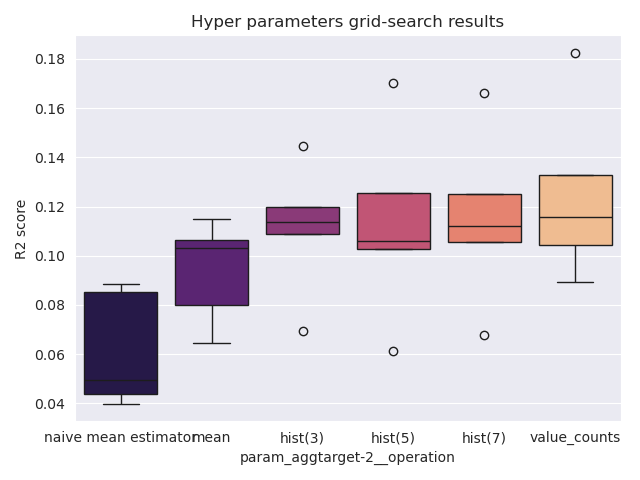 Hyper parameters grid-search results
R2 score
0.18
0.16
0.14
0.12
0.10
0.08
0.06
0.04
naive mean estimator mean hist(3) hist(5) hist(7) value_counts
param_aggtarget-2__operation